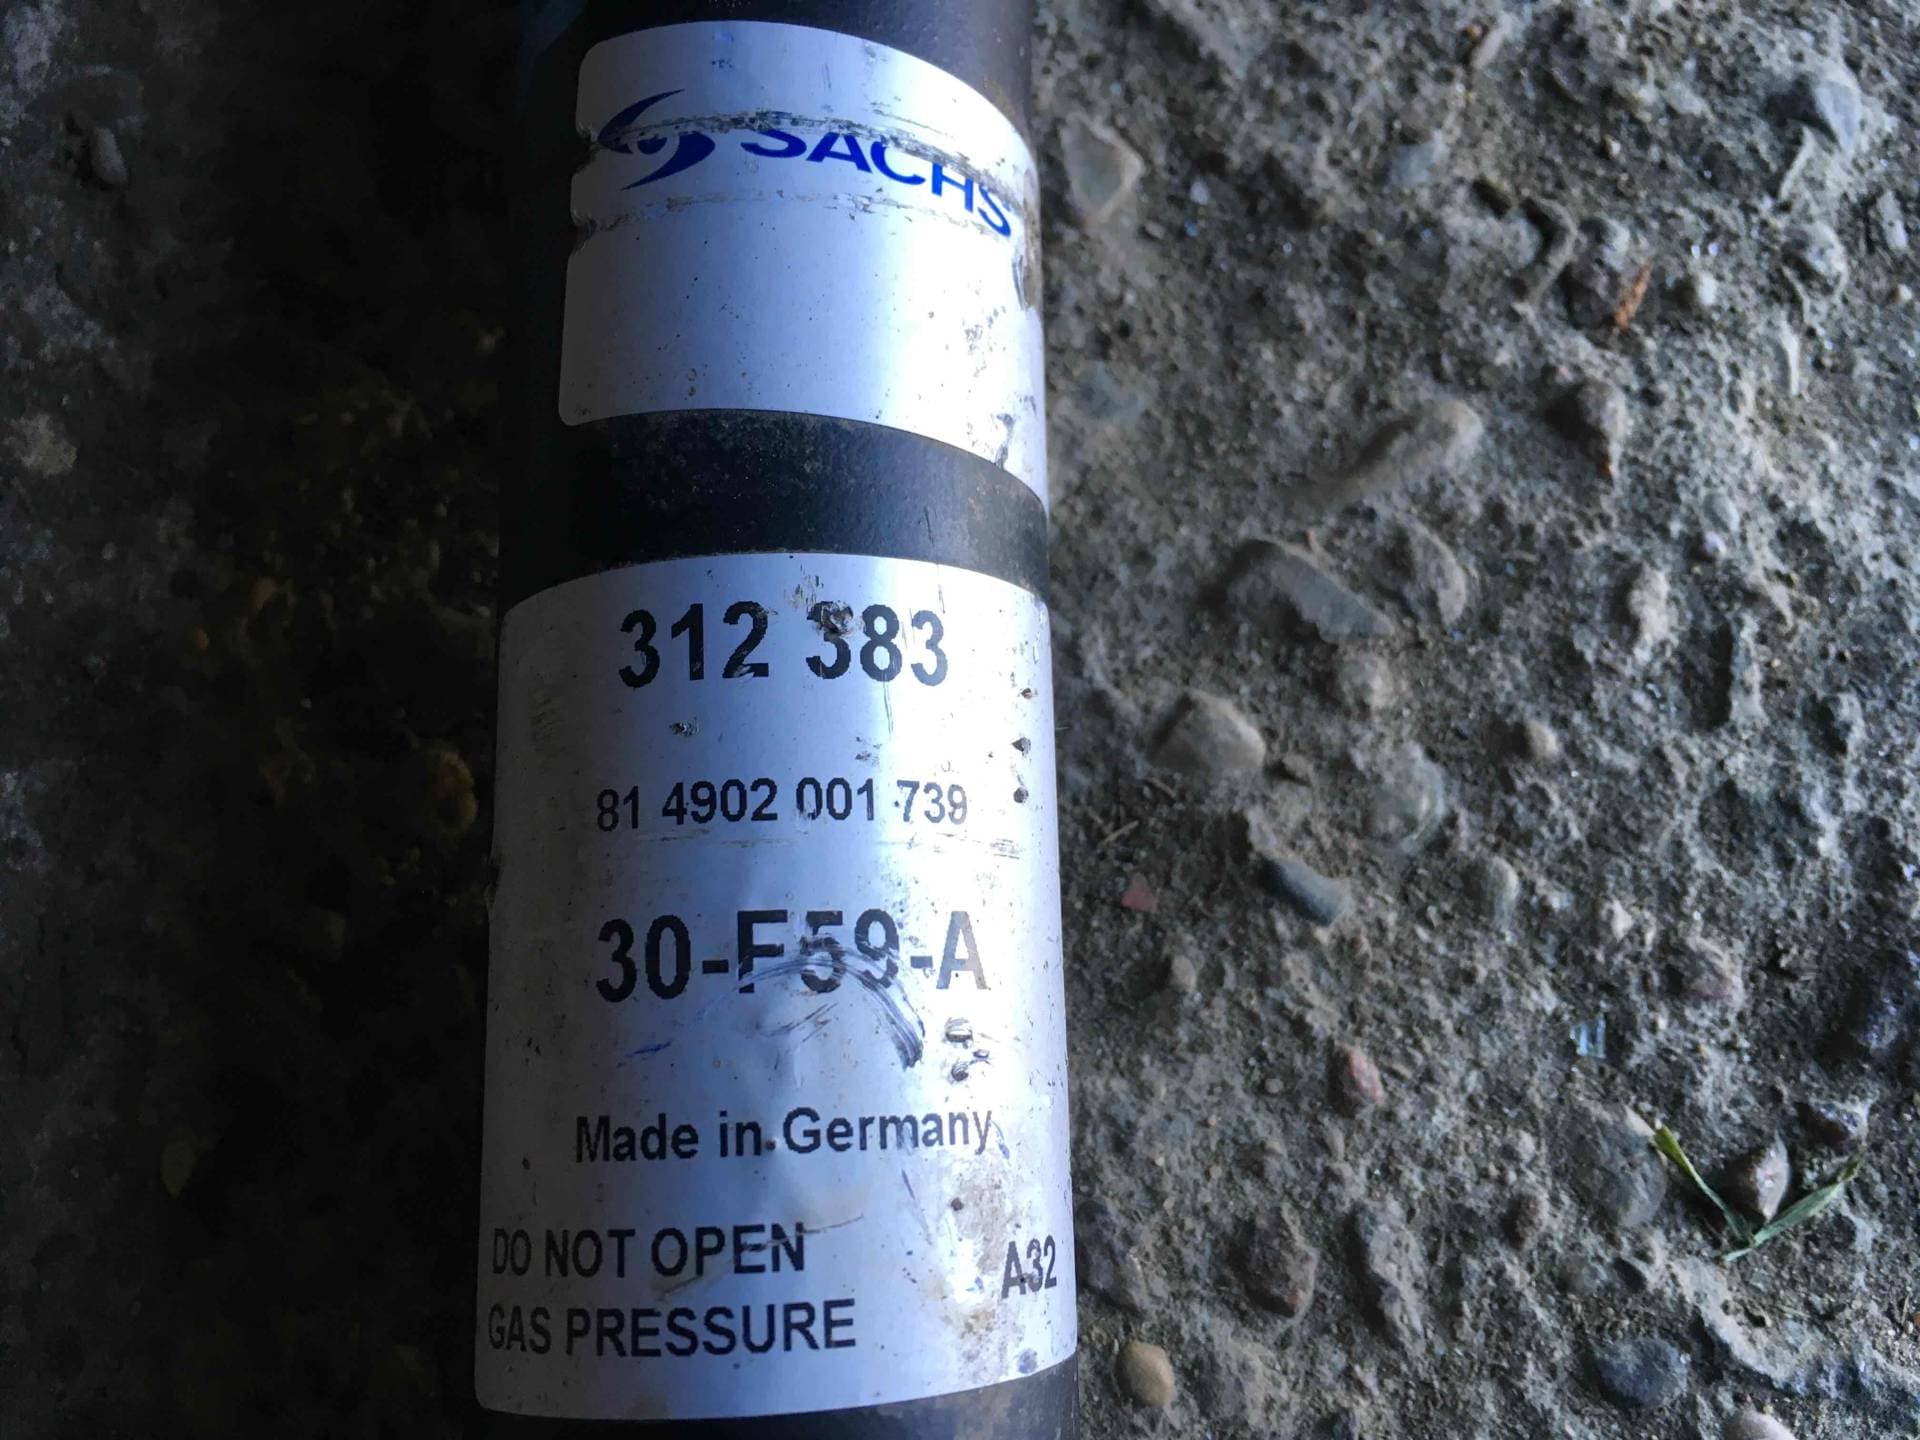 SACHS
312 383
81 4902 001 739
30-F59-A
Made in Germany
DO NOT OPEN
GAS PRESSURE
A32